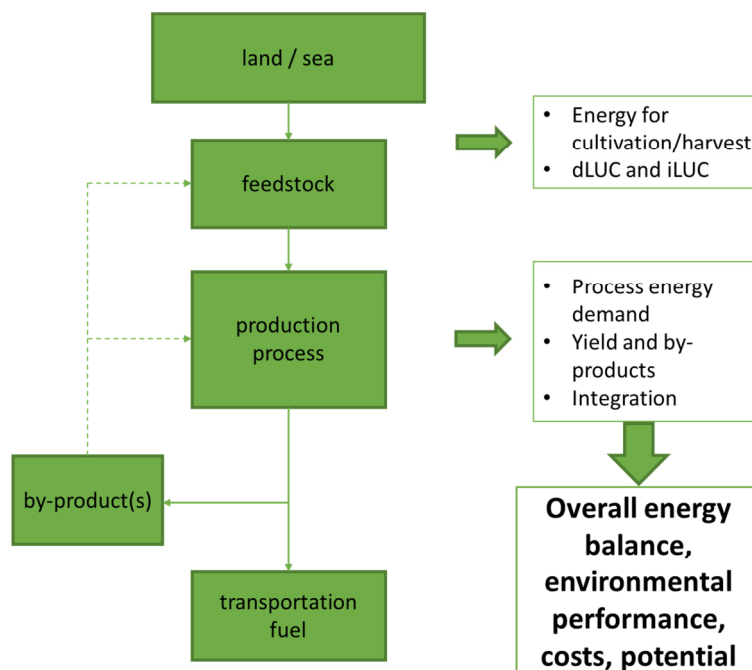 land / sea
• Energy for
cultivation/harvest
• dLUC and iLUC
feedstock
• Process energy
demand
• Yield and by-
products
• Integration
production
process
by-product(s)
transportation
fuel
Overall energy
balance,
environmental
performance,
costs, potential